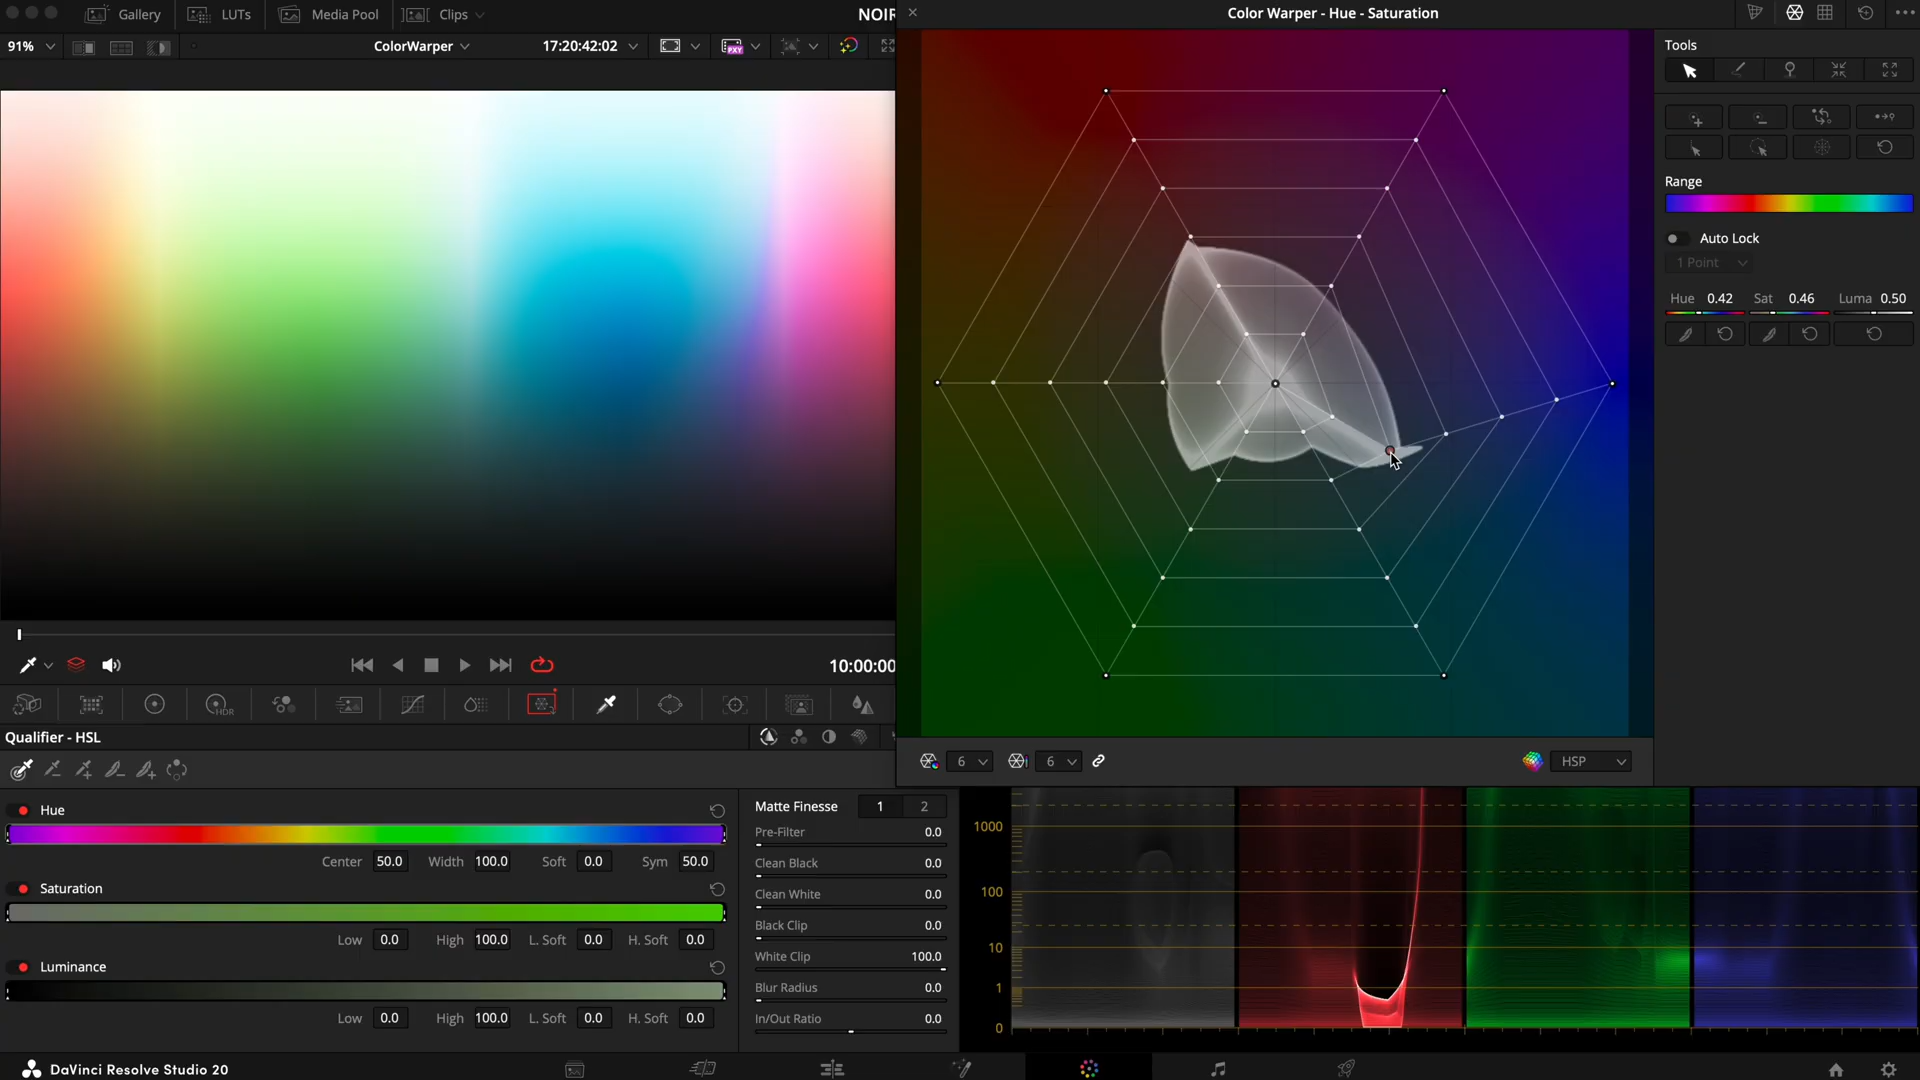 Gallery
LUTs
Media Pool
Clips
NOIR
Color Warper - Hue - Saturation
91%
ColorWarper
17:20:42:02
PXY
Tools
Range
Auto Lock
1 Point
Hue 0.42 Sat 0.46 Luma 0.50
10:00:00
HDR
Qualifier - HSL
6
6
HSP
Hue
Center 50.0 Width 100.0 Soft 0.0 Sym 50.0
Saturation
Low 0.0 High 100.0 L. Soft 0.0 H. Soft 0.0
Luminance
Low 0.0 High 100.0 L. Soft 0.0 H. Soft 0.0
Matte Finesse 1 2
Pre-Filter 0.0
Clean Black 0.0
Clean White 0.0
Black Clip 0.0
White Clip 100.0
Blur Radius 0.0
In/Out Ratio 0.0
1000
100
10
1
0
DaVinci Resolve Studio 20